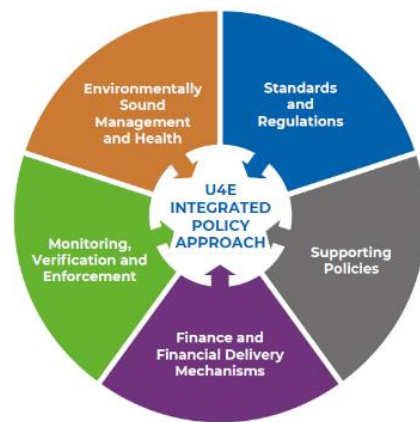 Environmentally
Sound
Management
and Health
Standards
and
Regulations
U4E
INTEGRATED
POLICY
APPROACH
Monitoring,
Verification and
Enforcement
Supporting
Policies
Finance and
Financial Delivery
Mechanisms